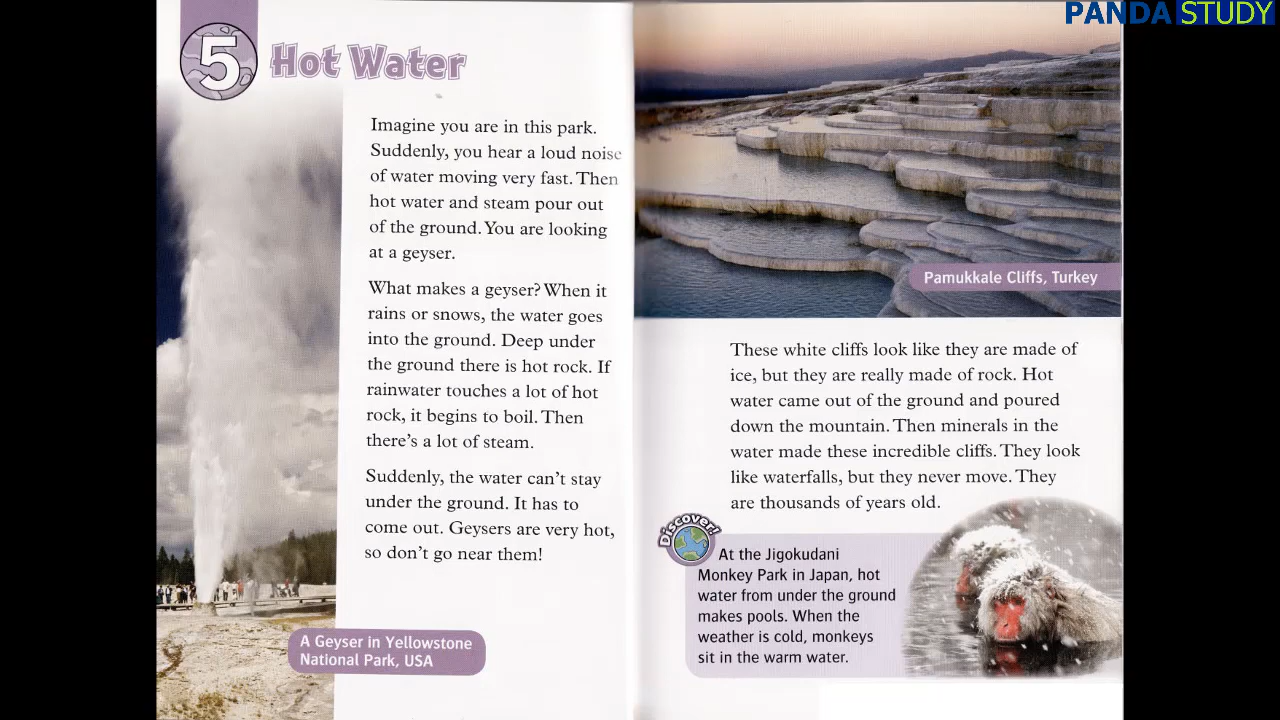 PANDA STUDY
5 Hot Water
Imagine you are in this park.
Suddenly, you hear a loud noise
of water moving very fast. Then
hot water and steam pour out
of the ground. You are looking
at a geyser.
What makes a geyser? When it
rains or snows, the water goes
into the ground. Deep under
the ground there is hot rock. If
rainwater touches a lot of hot
rock, it begins to boil. Then
there's a lot of steam.
Suddenly, the water can't stay
under the ground. It has to
come out. Geysers are very hot,
so don't go near them!
A Geyser in Yellowstone
National Park, USA
Pamukkale Cliffs, Turkey
These white cliffs look like they are made of
ice, but they are really made of rock. Hot
water came out of the ground and poured
down the mountain. Then minerals in the
water made these incredible cliffs. They look
like waterfalls, but they never move. They
are thousands of years old.
Discover!
At the Jigokudani
Monkey Park in Japan, hot
water from under the ground
makes pools. When the
weather is cold, monkeys
sit in the warm water.